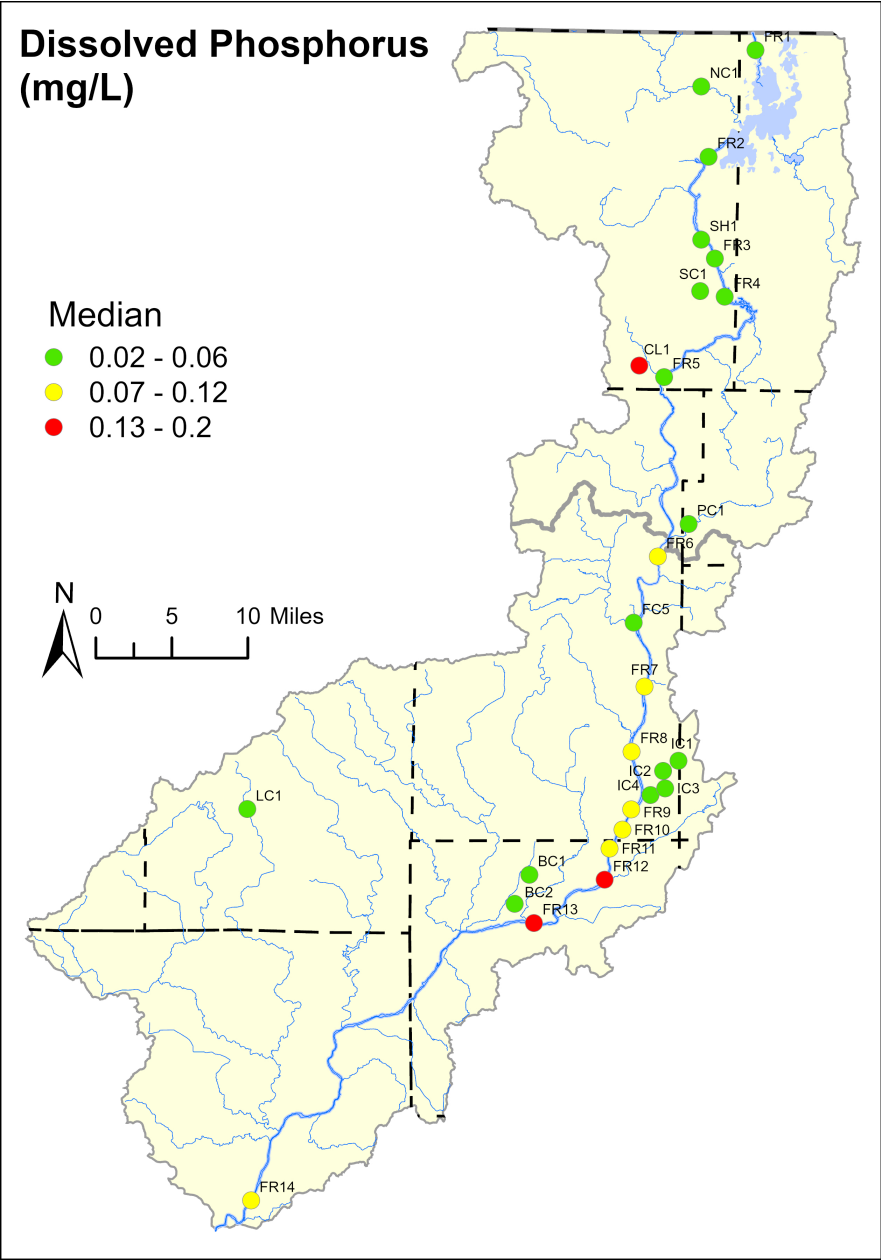 Dissolved Phosphorus
(mg/L)
FR1
NC1
FR2
SH1
FR3
SC1
FR4
Median
0.02 - 0.06
CL1
FR5
0.07 - 0.12
0.13 - 0.2
PC1
FR6
N
0 5 10 Miles
FC5
FR7
FR8
IC1
IC2
IC4
IC3
LC1
FR9
FR10
FR11
BC1
FR12
BC2
FR13
FR14